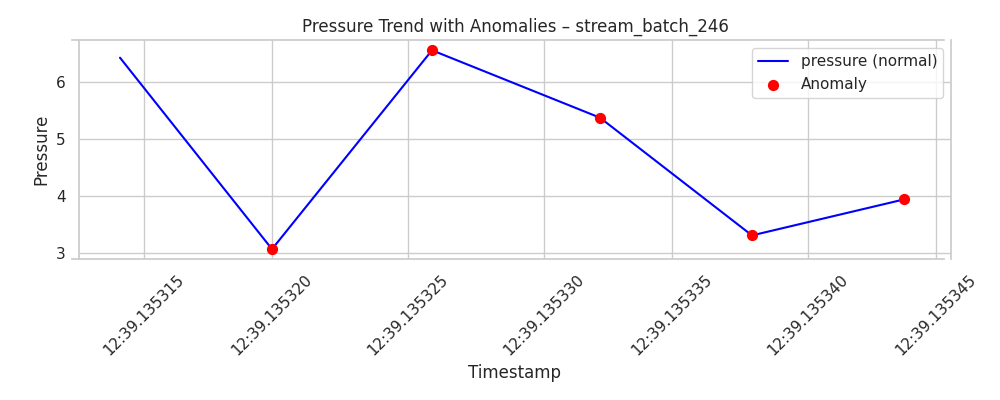 Pressure Trend with Anomalies – stream_batch_246
pressure (normal)
Anomaly
Pressure
6
5
4
3
12:39.135315
12:39.135320
12:39.135325
12:39.135330
12:39.135335
12:39.135340
12:39.135345
Timestamp